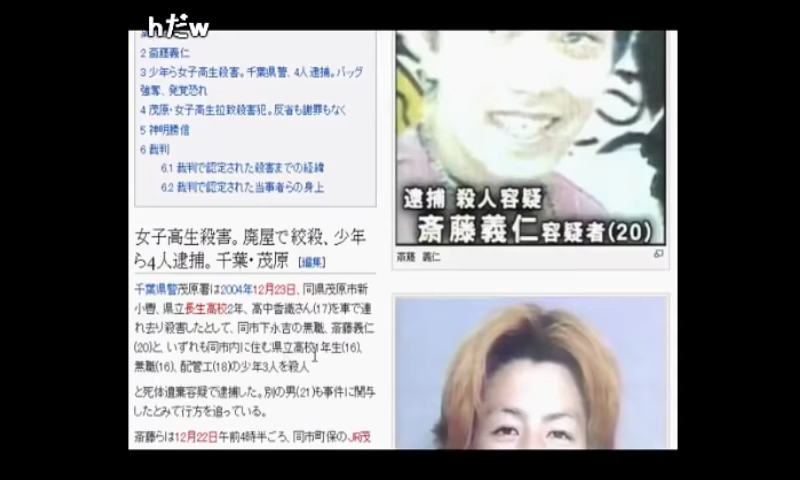 hだw
2 斎藤義仁
3 少年ら女子高生殺害。千葉県警、4人逮捕。バッグ
強奪、発覚恐れ
4 茂原・女子高生拉致殺害犯。反省も謝罪もなく
5 神明勝信
6 裁判
6.1 裁判で認定された殺害までの経緯
6.2 裁判で認定された当事者らの身上
逮捕 殺人容疑
斎藤義仁容疑者(20)
斎藤 義仁
女子高生殺害。廃屋で絞殺、少年
ら4人逮捕。千葉・茂原 [編集]
千葉県警茂原署は2004年12月23日、同県茂原市新
小轡、県立長生高校2年、高中香織さん(17)を車で連
れ去り殺害したとして、同市下永吉の無職、斎藤義仁
(20)と、いずれも同市内に住む県立高校1年生(16)、
無職(16)、配管工(18)の少年3人を殺人
と死体遺棄容疑で逮捕した。別の男(21)も事件に関与
したとみて行方を追っている。
斎藤らは12月22日午前4時半ごろ、同市町保のJR茂